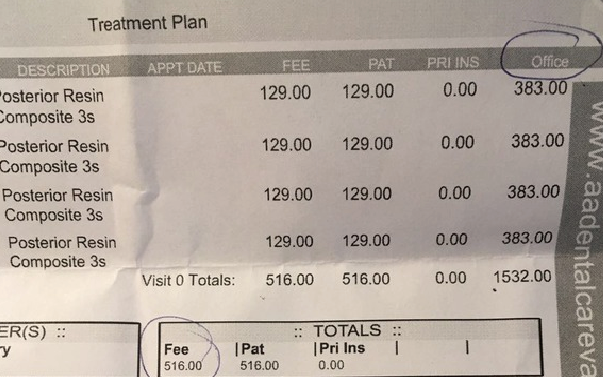 Treatment Plan
DESCRIPTION APPT DATE FEE PAT PRI INS Office
Posterior Resin 129.00 129.00 0.00 383.00
Composite 3s
Posterior Resin 129.00 129.00 0.00 383.00
Composite 3s
Posterior Resin 129.00 129.00 0.00 383.00
Composite 3s
Posterior Resin 129.00 129.00 0.00 383.00
Composite 3s
Visit 0 Totals: 516.00 516.00 0.00 1532.00
ER(S) :: :: TOTALS ::
ry Fee | Pat | Pri Ins | |
516.00 516.00 0.00
www.aadentalcareva